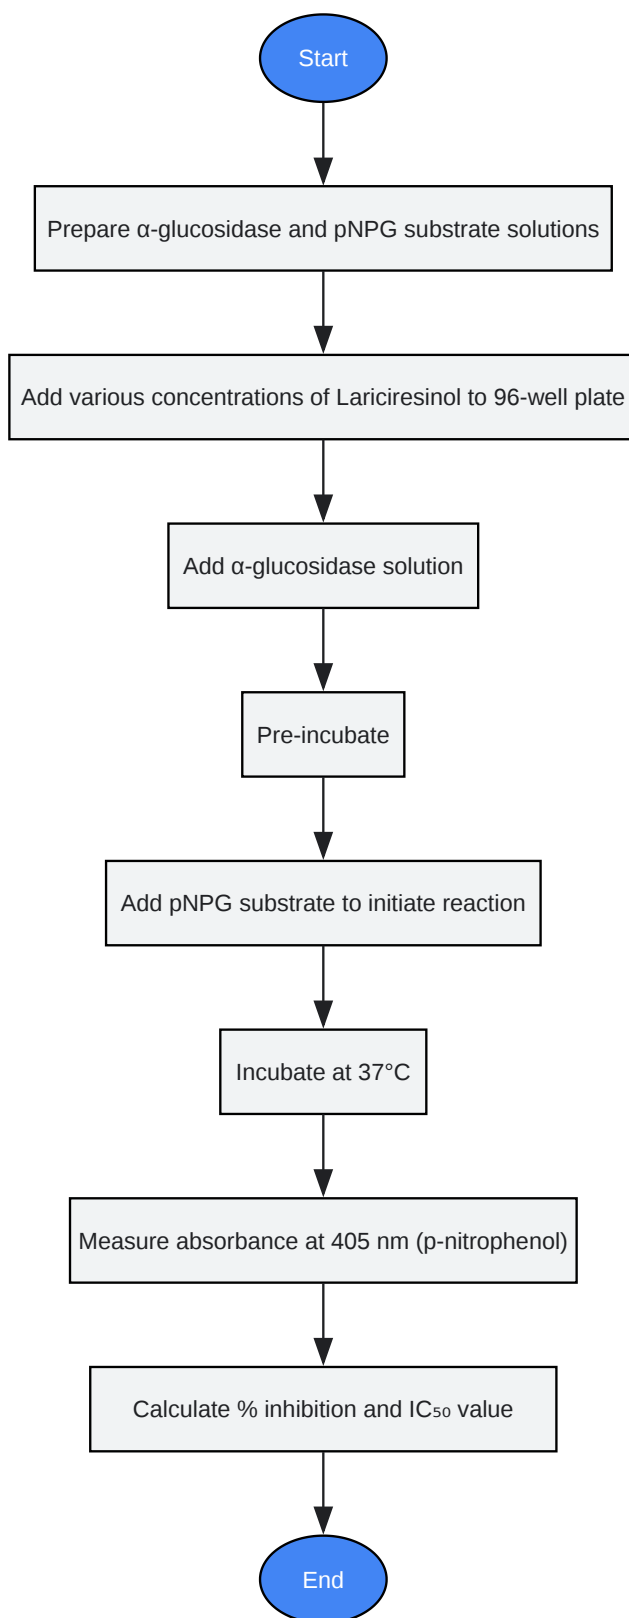 Start
Prepare α-glucosidase and pNPG substrate solutions
Add various concentrations of Lariciresinol to 96-well plate
Add α-glucosidase solution
Pre-incubate
Add pNPG substrate to initiate reaction
Incubate at 37°C
Measure absorbance at 405 nm (p-nitrophenol)
Calculate % inhibition and IC₅₀ value
End